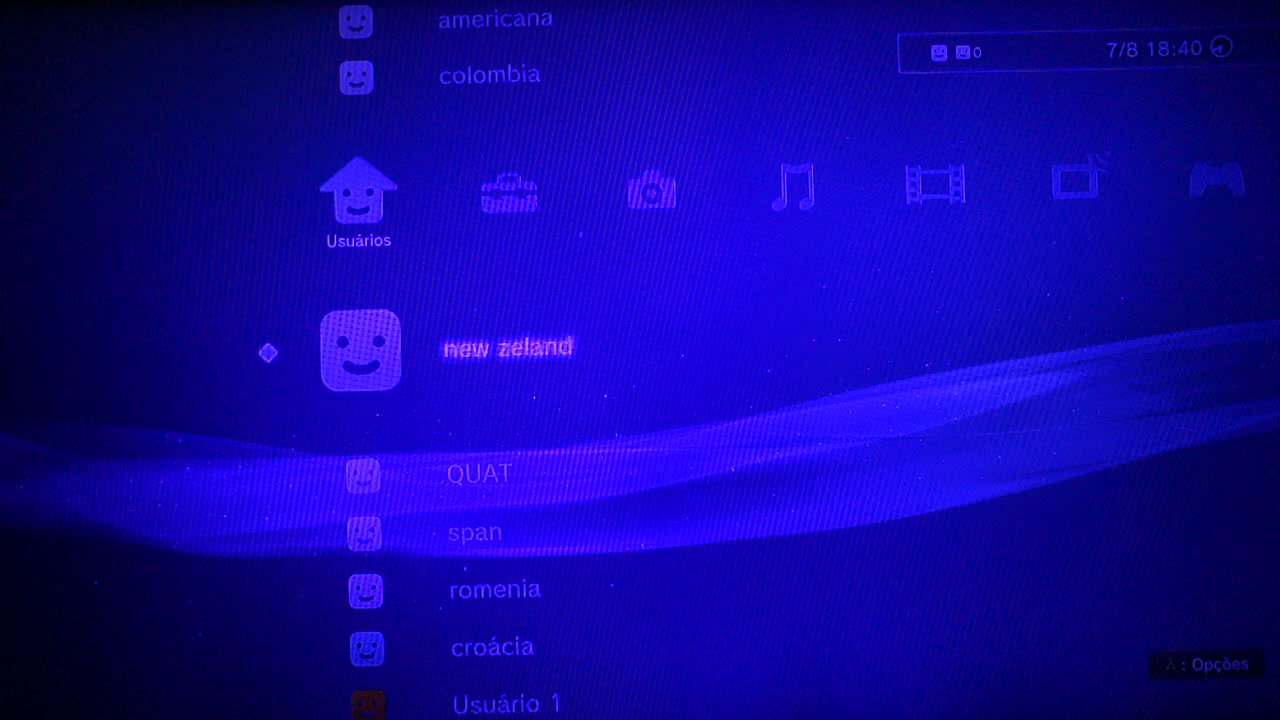 americana
0 7/8 18:40
colombia
Usuários
new zeland
QUAT
span
romenia
croácia
△ : Opções
Usuário 1